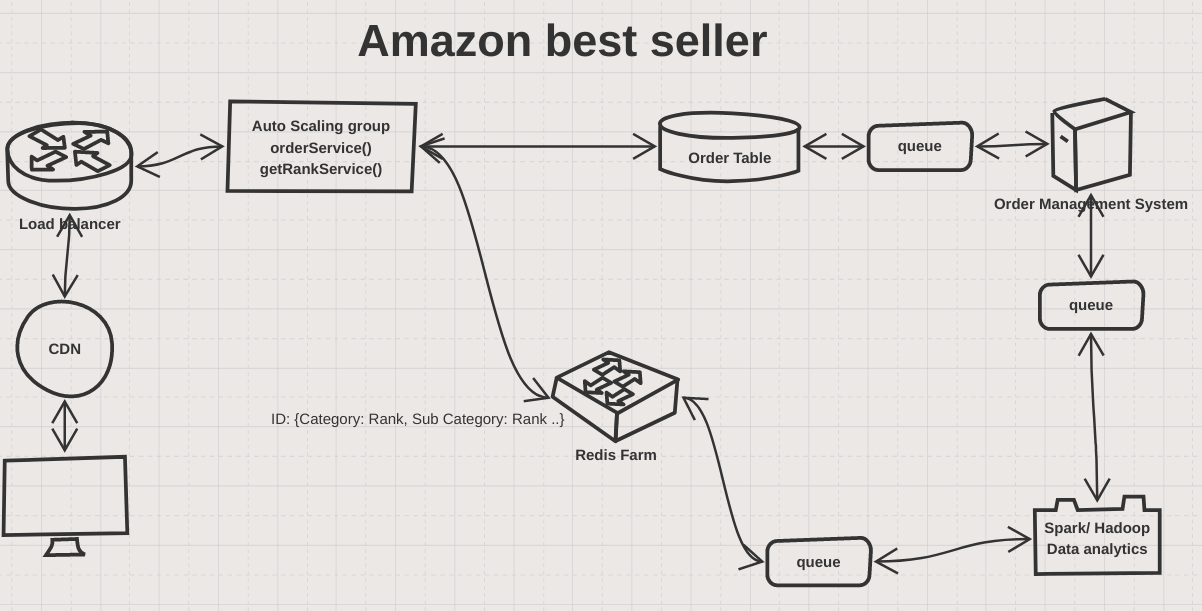 Amazon best seller
Auto Scaling group
orderService()
getRankService()
Order Table
queue
Order Management System
Load balancer
queue
CDN
ID: {Category: Rank, Sub Category: Rank ..}
Redis Farm
Spark/ Hadoop
Data analytics
queue